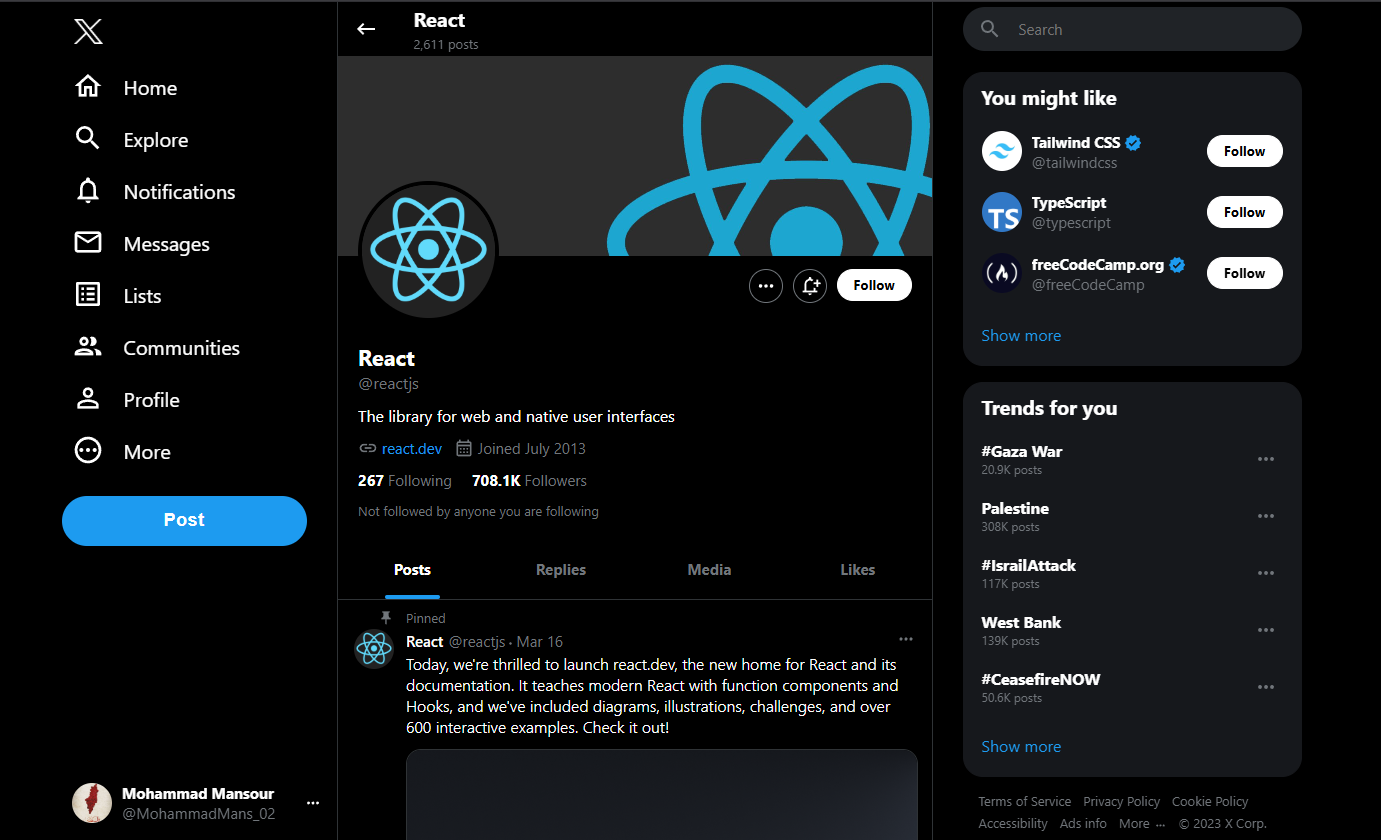 Home
Explore
Notifications
Messages
Lists
Communities
Profile
More
Post
Mohammad Mansour
@MohammadMans_02
React
2,611 posts
Follow
React
@reactjs
The library for web and native user interfaces
react.dev Joined July 2013
267 Following 708.1K Followers
Not followed by anyone you are following
Posts Replies Media Likes
Pinned
React @reactjs · Mar 16
Today, we're thrilled to launch react.dev, the new home for React and its
documentation. It teaches modern React with function components and
Hooks, and we've included diagrams, illustrations, challenges, and over
600 interactive examples. Check it out!
Search
You might like
Tailwind CSS
@tailwindcss
Follow
TS
TypeScript
@typescript
Follow
freeCodeCamp.org
@freeCodeCamp
Follow
Show more
Trends for you
#Gaza War
20.9K posts
Palestine
308K posts
#IsrailAttack
117K posts
West Bank
139K posts
#CeasefireNOW
50.6K posts
Show more
Terms of Service Privacy Policy Cookie Policy
Accessibility Ads info More ··· © 2023 X Corp.